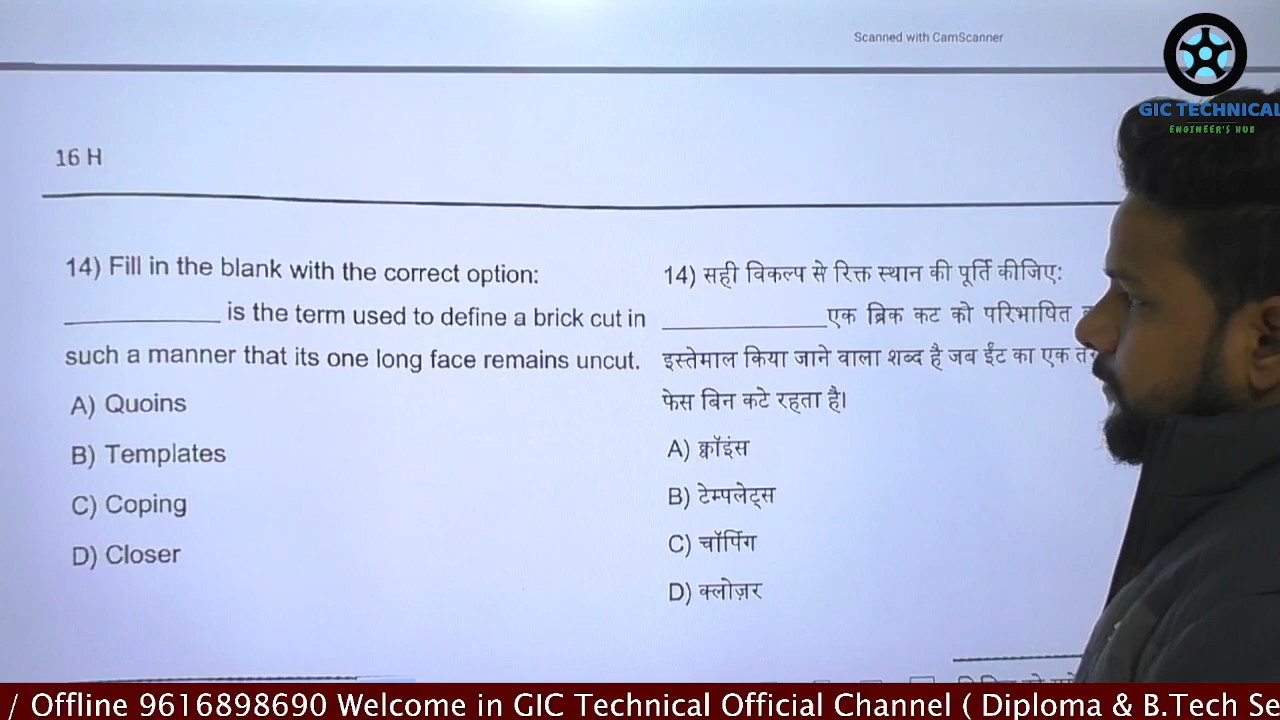 Scanned with CamScanner
GIC TECHNICAL
ENGINEER'S HUB
16 H
14) Fill in the blank with the correct option:
____________ is the term used to define a brick cut in
such a manner that its one long face remains uncut.
A) Quoins
B) Templates
C) Coping
D) Closer
14) सही विकल्प से रिक्त स्थान की पूर्ति कीजिए:
____________एक ब्रिक कट को परिभाषित
इस्तेमाल किया जाने वाला शब्द है जब ईंट का एक
फेस बिन कटे रहता है।
A) क्वॉइंस
B) टेम्पलेट्स
C) चॉर्पिंग
D) क्लोज़र
/ Offline 9616898690 Welcome in GIC Technical Official Channel ( Diploma & B.Tech Se